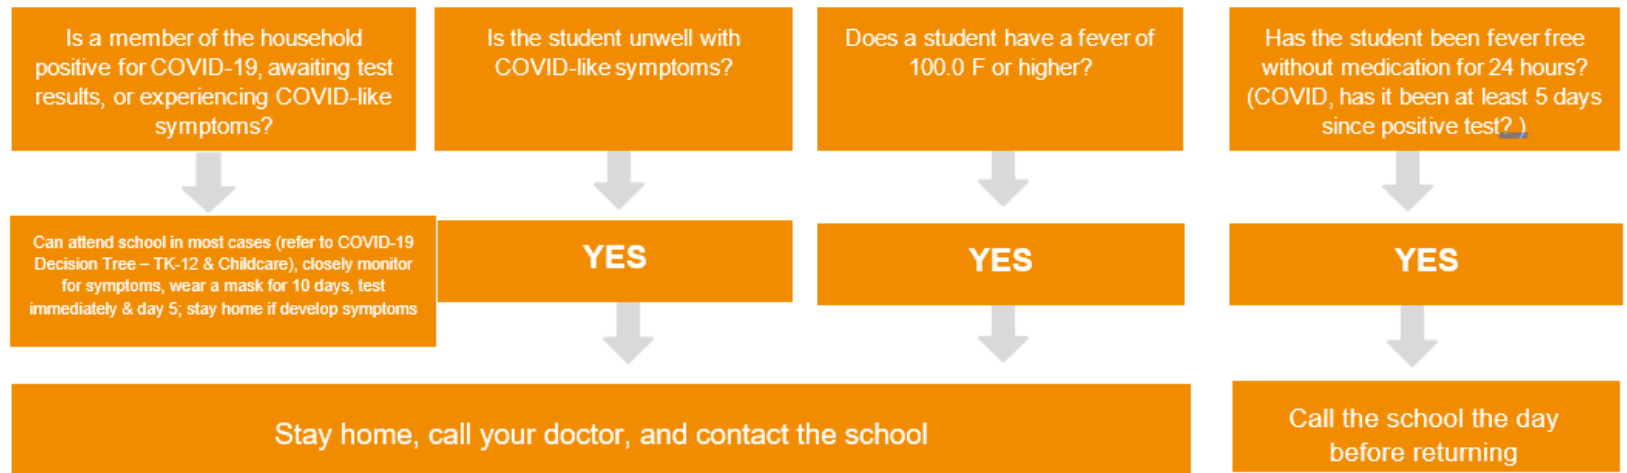 Is a member of the household
positive for COVID-19, awaiting test
results, or experiencing COVID-like
symptoms?
Is the student unwell with
COVID-like symptoms?
Does a student have a fever of
100.0 F or higher?
Has the student been fever free
without medication for 24 hours?
(COVID, has it been at least 5 days
since positive test? )
Can attend school in most cases (refer to COVID-19
Decision Tree – TK-12 & Childcare), closely monitor
for symptoms, wear a mask for 10 days, test
immediately & day 5; stay home if develop symptoms
YES
YES
YES
Stay home, call your doctor, and contact the school
Call the school the day
before returning